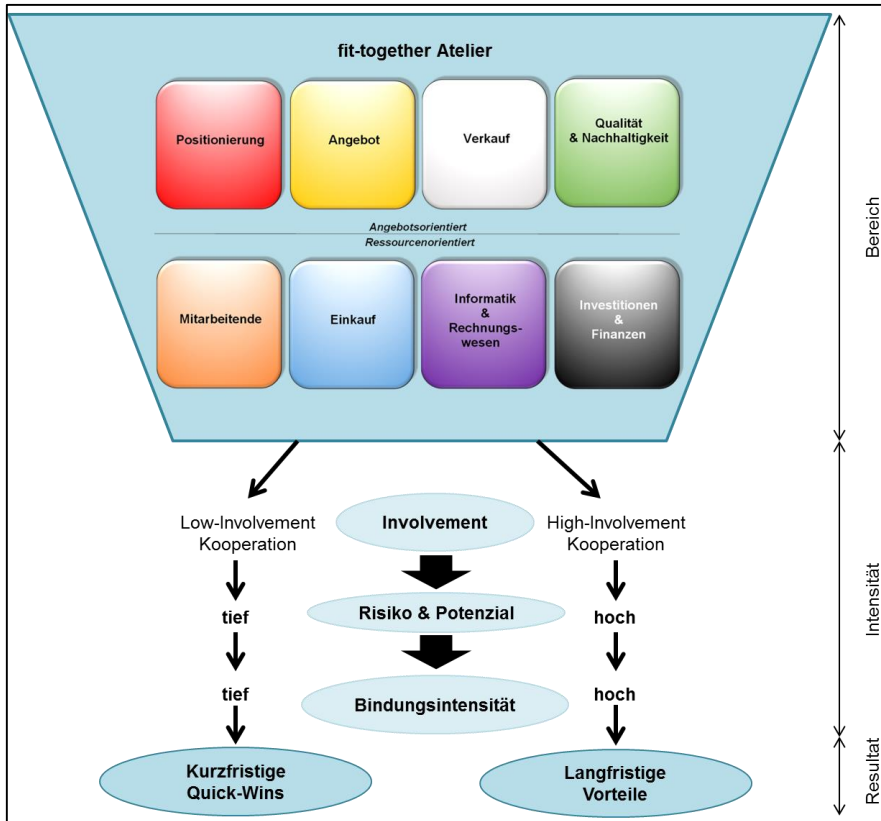 fit-together Atelier
Positionierung
Angebot
Verkauf
Qualität
& Nachhaltigkeit
Angebotsorientiert
Ressourcenorientiert
Mitarbeitende
Einkauf
Informatik
&
Rechnungs-
wesen
Investitionen
&
Finanzen
Bereich
Low-Involvement
Kooperation
Involvement
High-Involvement
Kooperation
tief
Risiko & Potenzial
hoch
tief
Bindungsintensität
hoch
Intensität
Kurzfristige
Quick-Wins
Langfristige
Vorteile
Resultat